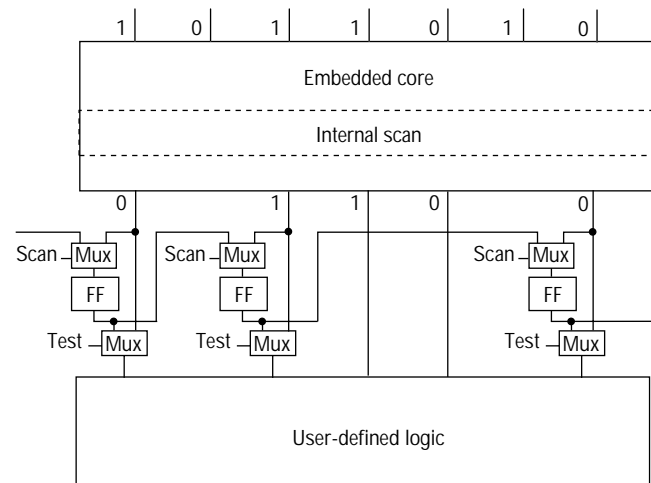 1 0 1 1 0 1 0
Embedded core
Internal scan
0 1 1 0 0
Scan Mux Scan Mux Scan Mux
FF FF FF
Test Mux Test Mux Test Mux
User-defined logic